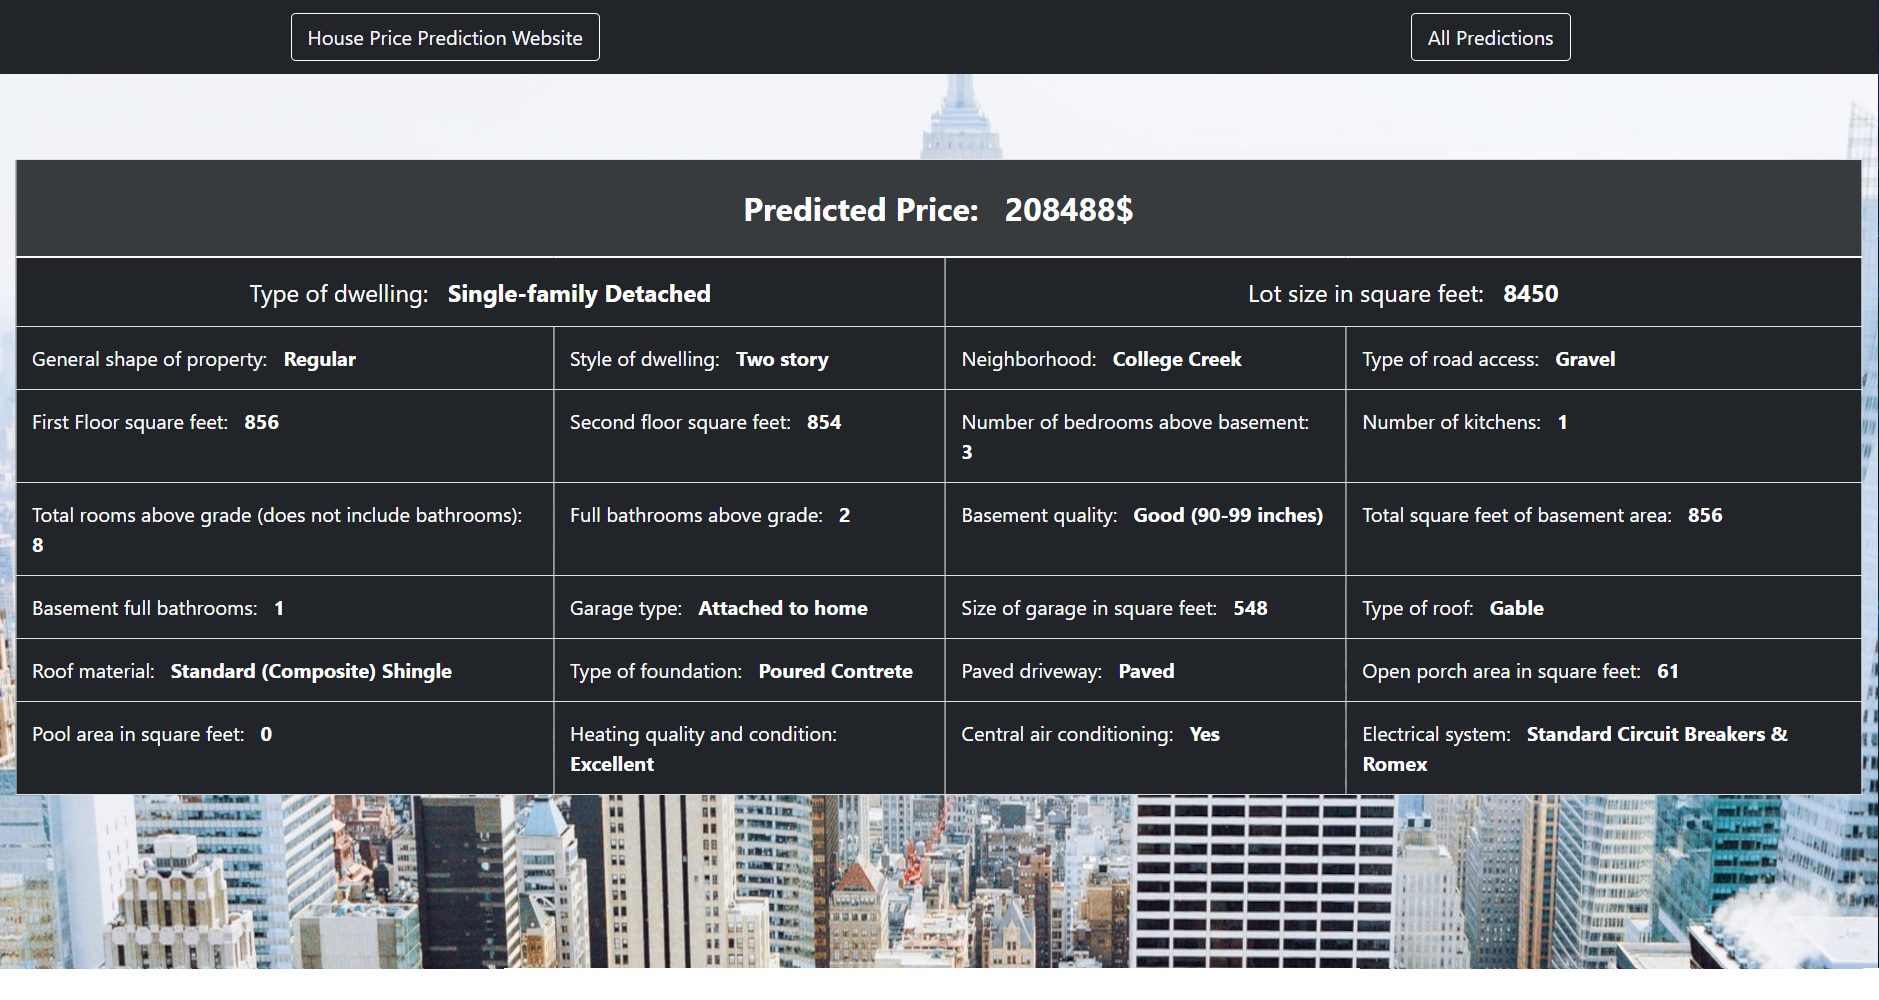 House Price Prediction Website
All Predictions
Predicted Price: 208488$
Type of dwelling: Single-family Detached
Lot size in square feet: 8450
General shape of property: Regular
Style of dwelling: Two story
Neighborhood: College Creek
Type of road access: Gravel
First Floor square feet: 856
Second floor square feet: 854
Number of bedrooms above basement:
3
Number of kitchens: 1
Total rooms above grade (does not include bathrooms):
8
Full bathrooms above grade: 2
Basement quality: Good (90-99 inches)
Total square feet of basement area: 856
Basement full bathrooms: 1
Garage type: Attached to home
Size of garage in square feet: 548
Type of roof: Gable
Roof material: Standard (Composite) Shingle
Type of foundation: Poured Contrete
Paved driveway: Paved
Open porch area in square feet: 61
Pool area in square feet: 0
Heating quality and condition:
Excellent
Central air conditioning: Yes
Electrical system: Standard Circuit Breakers &
Romex